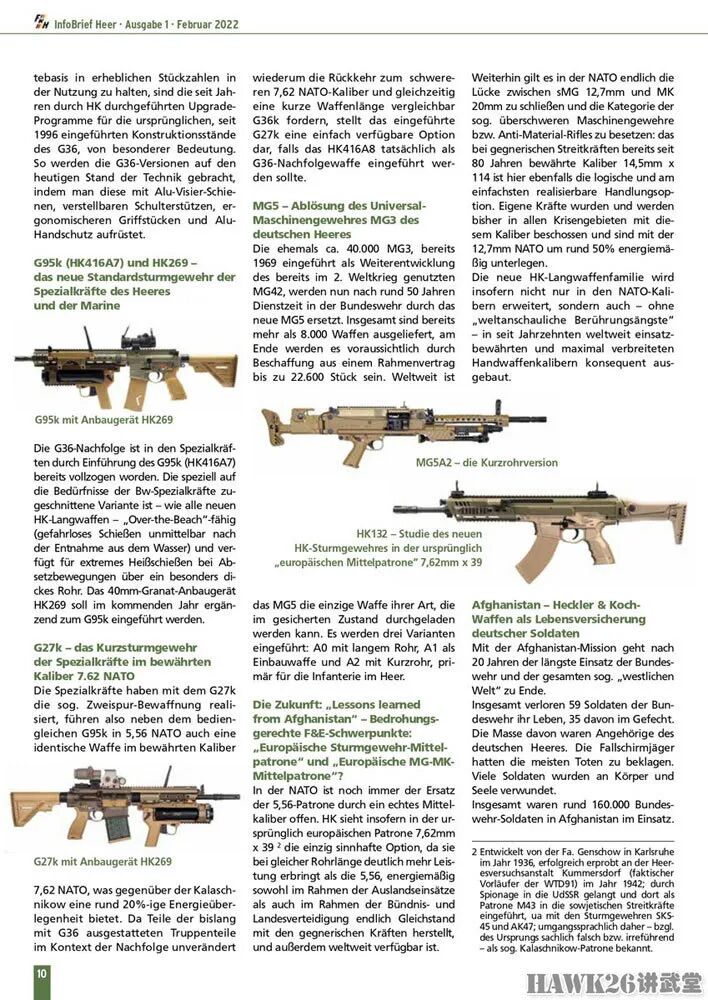 InfoBrief Heer · Ausgabe 1 · Februar 2022
tebasis in erheblichen Stückzahlen in
der Nutzung zu halten, sind die seit Jah-
ren durch HK durchgeführten Upgrade-
Programme für die ursprünglichen, seit
1996 eingeführten Konstruktionsstände
des G36, von besonderer Bedeutung.
So werden die G36-Versionen auf den
heutigen Stand der Technik gebracht,
indem man diese mit Alu-Visier-Schie-
nen, verstellbaren Schulterstützen, er-
gonomischeren Griffstücken und Alu-
Handschutz aufrüstet.
G95k (HK416A7) und HK269 –
das neue Standardsturmgewehr der
Spezialkräfte des Heeres
und der Marine
G95k mit Anbaugerät HK269
Die G36-Nachfolge ist in den Spezialkräf-
ten durch Einführung des G95k (HK416A7)
bereits vollzogen worden. Die speziell auf
die Bedürfnisse der Bw-Spezialkräfte zu-
geschnittene Variante ist – wie alle neuen
HK-Langwaffen – „Over-the-Beach“-fähig
(gefahrloses Schießen unmittelbar nach
der Entnahme aus dem Wasser) und ver-
fügt für extremes Heißschießen bei Ab-
setzbewegungen über ein besonders di-
ckes Rohr. Das 40mm-Granat-Anbaugerät
HK269 soll im kommenden Jahr ergän-
zend zum G95k eingeführt werden.
G27k – das Kurzsturmgewehr
der Spezialkräfte im bewährten
Kaliber 7.62 NATO
Die Spezialkräfte haben mit dem G27k
die sog. Zweispur-Bewaffnung reali-
siert, führen also neben dem bedien-
gleichen G95k in 5,56 NATO auch eine
identische Waffe im bewährten Kaliber
G27k mit Anbaugerät HK269
7,62 NATO, was gegenüber der Kalasch-
nikow eine rund 20%-ige Energieüber-
legenheit bietet. Da Teile der bislang
mit G36 ausgestatteten Truppenteile
im Kontext der Nachfolge unverändert
wiederum die Rückkehr zum schwere-
ren 7,62 NATO-Kaliber und gleichzeitig
eine kurze Waffenlänge vergleichbar
G36k fordern, stellt das eingeführte
G27k eine einfach verfügbare Option
dar, falls das HK416A8 tatsächlich als
G36-Nachfolgewaffe eingeführt wer-
den sollte.
MG5 – Ablösung des Universal-
Maschinengewehres MG3 des
deutschen Heeres
Die ehemals ca. 40.000 MG3, bereits
1969 eingeführt als Weiterentwicklung
des bereits im 2. Weltkrieg genutzten
MG42, werden nun nach rund 50 Jahren
Dienstzeit in der Bundeswehr durch das
neue MG5 ersetzt. Insgesamt sind bereits
mehr als 8.000 Waffen ausgeliefert, am
Ende werden es voraussichtlich durch
Beschaffung aus einem Rahmenvertrag
bis zu 22.600 Stück sein. Weltweit ist
MG5A2 – die Kurzrohrversion
HK132 – Studie des neuen
HK-Sturmgewehres in der ursprünglich
„europäischen Mittelpatrone“ 7,62mm x 39
das MG5 die einzige Waffe ihrer Art, die
im gesicherten Zustand durchgeladen
werden kann. Es werden drei Varianten
eingeführt: A0 mit langem Rohr, A1 als
Einbauwaffe und A2 mit Kurzrohr, pri-
mär für die Infanterie im Heer.
Die Zukunft: „Lessons learned
from Afghanistan“ – Bedrohungs-
gerechte F&E-Schwerpunkte:
„Europäische Sturmgewehr-Mittel-
patrone“ und „Europäische MG-MK-
Mittelpatrone“?
In der NATO ist noch immer der Ersatz
der 5,56-Patrone durch ein echtes Mittel-
kaliber offen. HK sieht insofern in der ur-
sprünglich europäischen Patrone 7,62mm
x 39 2 die einzig sinnhafte Option, da sie
bei gleicher Rohrlänge deutlich mehr Leis-
tung erbringt als die 5,56, energiemäßig
sowohl im Rahmen der Auslandseinsätze
als auch im Rahmen der Bündnis- und
Landesverteidigung endlich Gleichstand
mit den gegnerischen Kräften herstellt,
und außerdem weltweit verfügbar ist.
Weiterhin gilt es in der NATO endlich die
Lücke zwischen sMG 12,7mm und MK
20mm zu schließen und die Kategorie der
sog. überschweren Maschinengewehre
bzw. Anti-Material-Rifles zu besetzen: das
bei gegnerischen Streitkräften bereits seit
80 Jahren bewährte Kaliber 14,5mm x
114 ist hier ebenfalls die logische und am
einfachsten realisierbare Handlungsop-
tion. Eigene Kräfte wurden und werden
bisher in allen Krisengebieten mit die-
sem Kaliber beschossen und sind mit der
12,7mm NATO um rund 50% energiemä-
ßig unterlegen.
Die neue HK-Langwaffenfamilie wird
insofern nicht nur in den NATO-Kali-
bern erweitert, sondern auch – ohne
„weltanschauliche Berührungsängste“
– in seit Jahrzehnten weltweit einsatz-
bewährten und maximal verbreiteten
Handwaffenkalibern konsequent aus-
gebaut.
Afghanistan – Heckler & Koch-
Waffen als Lebensversicherung
deutscher Soldaten
Mit der Afghanistan-Mission geht nach
20 Jahren der längste Einsatz der Bundes-
wehr und der gesamten sog. „westlichen
Welt“ zu Ende.
Insgesamt verloren 59 Soldaten der Bun-
deswehr ihr Leben, 35 davon im Gefecht.
Die Masse davon waren Angehörige des
deutschen Heeres. Die Fallschirmjäger
hatten die meisten Toten zu beklagen.
Viele Soldaten wurden an Körper und
Seele verwundet.
Insgesamt waren rund 160.000 Bundes-
wehr-Soldaten in Afghanistan im Einsatz.
2 Entwickelt von der Fa. Genschow in Karlsruhe
im Jahr 1936, erfolgreich erprobt an der Heer-
esversuchsanstalt Kummersdorf (faktischer
Vorläufer der WTD91) im Jahr 1942; durch
Spionage in die UdSSR gelangt und dort als
Patrone M43 in die sowjetischen Streitkräfte
eingeführt, ua mit den Sturmgewehren SKS-
45 und AK47; umgangssprachlich daher – bzgl.
des Ursprungs sachlich falsch bzw. irreführend
– als sog. Kalaschnikow-Patrone bekannt.
10
HAWK26讲武堂